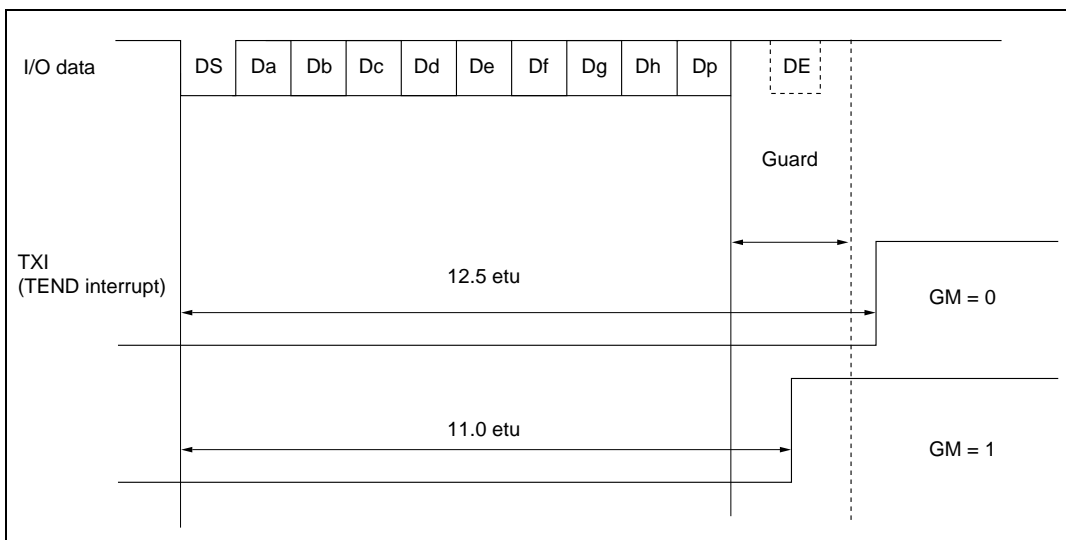 I/O data
DS Da Db Dc Dd De Df Dg Dh Dp DE
Guard
TXI
(TEND interrupt)
12.5 etu
GM = 0
11.0 etu
GM = 1